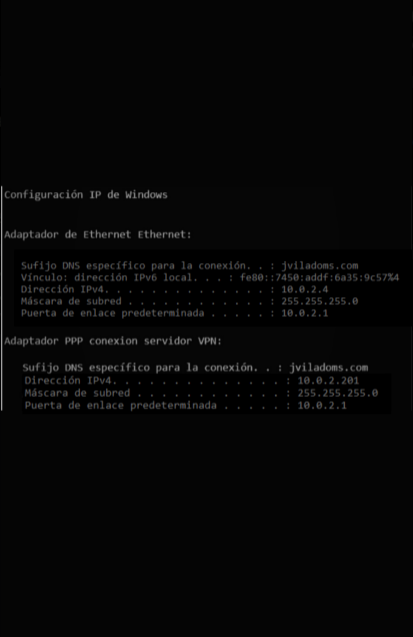 Configuración IP de Windows
Adaptador de Ethernet Ethernet:
Sufijo DNS específico para la conexión. . : jviladoms.com
Vínculo: dirección IPv6 local. . . : fe80::7450:addf:6a35:9c57%4
Dirección IPv4. . . . . . . . . . . . . . : 10.0.2.4
Máscara de subred . . . . . . . . . . . . : 255.255.255.0
Puerta de enlace predeterminada . . . . . : 10.0.2.1
Adaptador PPP conexion servidor VPN:
Sufijo DNS específico para la conexión. . : jviladoms.com
Dirección IPv4. . . . . . . . . . . . . . : 10.0.2.201
Máscara de subred . . . . . . . . . . . . : 255.255.255.0
Puerta de enlace predeterminada . . . . . : 10.0.2.1